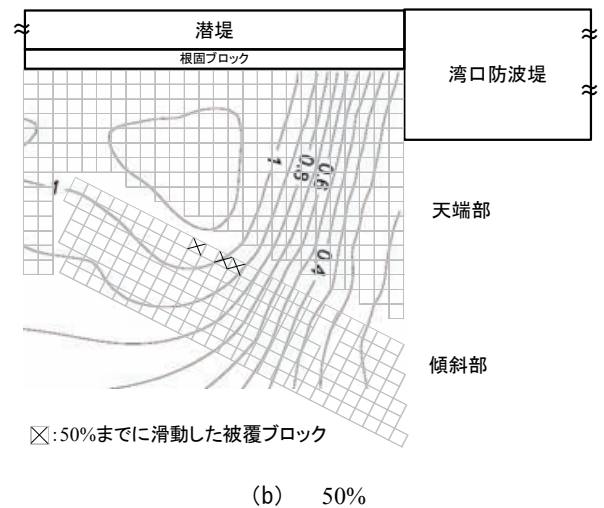 潜堤
根固ブロック
湾口防波堤
1
0.8
0.6
1
天端部
0.4
傾斜部
:50%までに滑動した被覆ブロック
(b) 50%